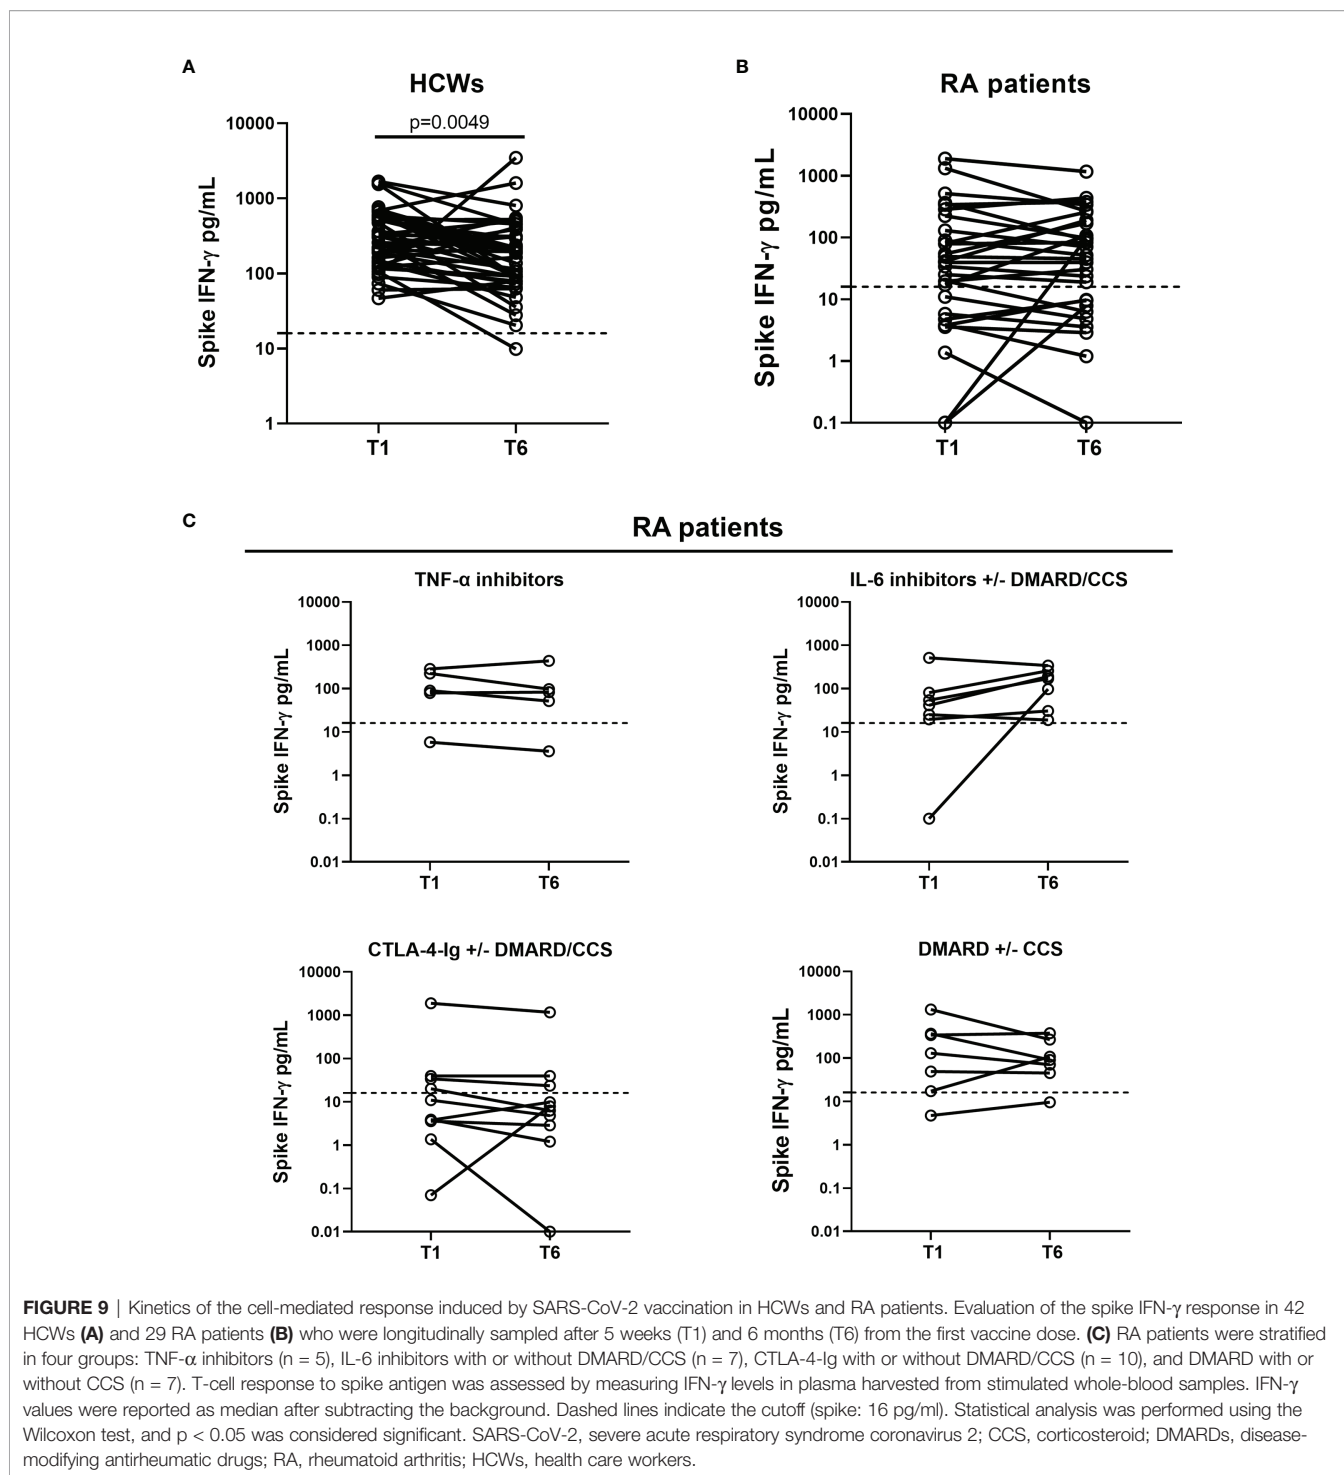 A
HCWs
p=0.0049
Spike IFN-γ pg/mL
10000
1000
100
10
1
T1 T6
B
RA patients
Spike IFN-γ pg/mL
10000
1000
100
10
1
0.1
T1 T6
C
RA patients
TNF-α inhibitors
Spike IFN-γ pg/mL
10000
1000
100
10
1
0.1
0.01
T1 T6
IL-6 inhibitors +/- DMARD/CCS
Spike IFN-γ pg/mL
10000
1000
100
10
1
0.1
0.01
T1 T6
CTLA-4-Ig +/- DMARD/CCS
Spike IFN-γ pg/mL
10000
1000
100
10
1
0.1
0.01
T1 T6
DMARD +/- CCS
Spike IFN-γ pg/mL
10000
1000
100
10
1
0.1
0.01
T1 T6
FIGURE 9 | Kinetics of the cell-mediated response induced by SARS-CoV-2 vaccination in HCWs and RA patients. Evaluation of the spike IFN-γ response in 42
HCWs (A) and 29 RA patients (B) who were longitudinally sampled after 5 weeks (T1) and 6 months (T6) from the first vaccine dose. (C) RA patients were stratified
in four groups: TNF-α inhibitors (n = 5), IL-6 inhibitors with or without DMARD/CCS (n = 7), CTLA-4-Ig with or without DMARD/CCS (n = 10), and DMARD with or
without CCS (n = 7). T-cell response to spike antigen was assessed by measuring IFN-γ levels in plasma harvested from stimulated whole-blood samples. IFN-γ
values were reported as median after subtracting the background. Dashed lines indicate the cutoff (spike: 16 pg/ml). Statistical analysis was performed using the
Wilcoxon test, and p < 0.05 was considered significant. SARS-CoV-2, severe acute respiratory syndrome coronavirus 2; CCS, corticosteroid; DMARDs, disease-
modifying antirheumatic drugs; RA, rheumatoid arthritis; HCWs, health care workers.